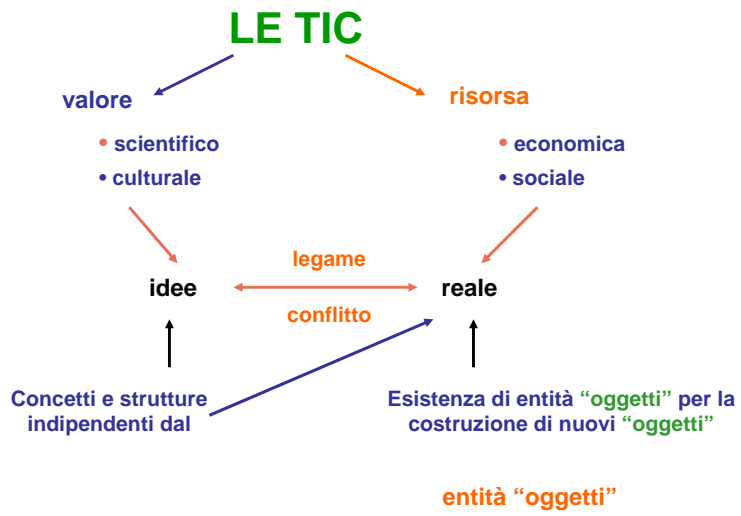 LE TIC
valore
risorsa
• scientifico
• culturale
• economica
• sociale
legame
idee
reale
conflitto
Concetti e strutture
indipendenti dal
Esistenza di entità “oggetti” per la
costruzione di nuovi “oggetti”
entità “oggetti”